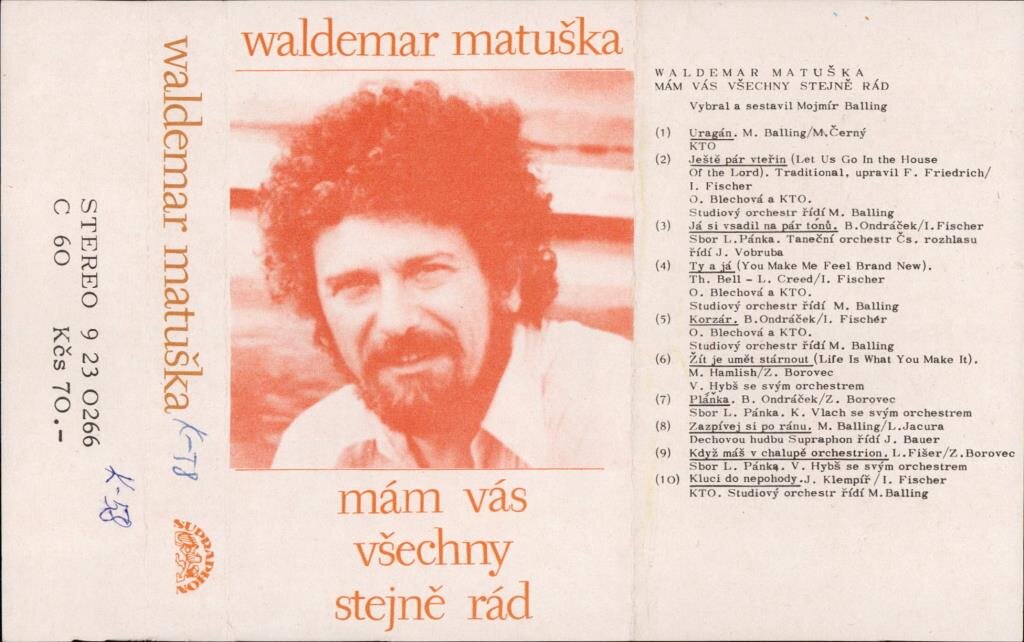 STEREO 9 23 0266
C 60 Kčs 70.-
K-58
waldemar matuška
K-T8
SUPRAPHON
waldemar matuška
mám vás
všechny
stejně rád
WALDEMAR MATUŠKA
MÁM VÁS VŠECHNY STEJNĚ RÁD
Vybral a sestavil Mojmír Balling
(1) Uragán. M. Balling/M.Černý
KTO
(2) Ještě pár vteřin (Let Us Go In the House
Of the Lord). Traditional, upravil F. Friedrich/
I. Fischer
O. Blechová a KTO.
Studiový orchestr řídí M. Balling
(3) Já si vsadil na pár tónů. B.Ondráček/I.Fischer
Sbor L.Pánka. Taneční orchestr Čs. rozhlasu
řídí J. Vobruba
(4) Ty a já (You Make Me Feel Brand New).
Th. Bell - L. Creed/I. Fischer
O. Blechová a KTO.
Studiový orchestr řídí M. Balling
(5) Korzár. B.Ondráček/I. Fischér
O. Blechová a KTO.
Studiový orchestr řídí M. Balling
(6) Žít je umět stárnout (Life Is What You Make It).
M. Hamlish/Z. Borovec
V. Hybš se svým orchestrem
(7) Pláňka. B. Ondráček/Z. Borovec
Sbor L. Pánka. K. Vlach se svým orchestrem
(8) Zazpívej si po ránu. M. Balling/L.Jacura
Dechovou hudbu Supraphon řídí J. Bauer
(9) Když máš v chalupě orchestrion. L.Fišer/Z.Borovec
Sbor L. Pánka. V. Hybš se svým orchestrem
(10) Kluci do nepohody. J. Klempíř/I. Fischer
KTO. Studiový orchestr řídí M.Balling